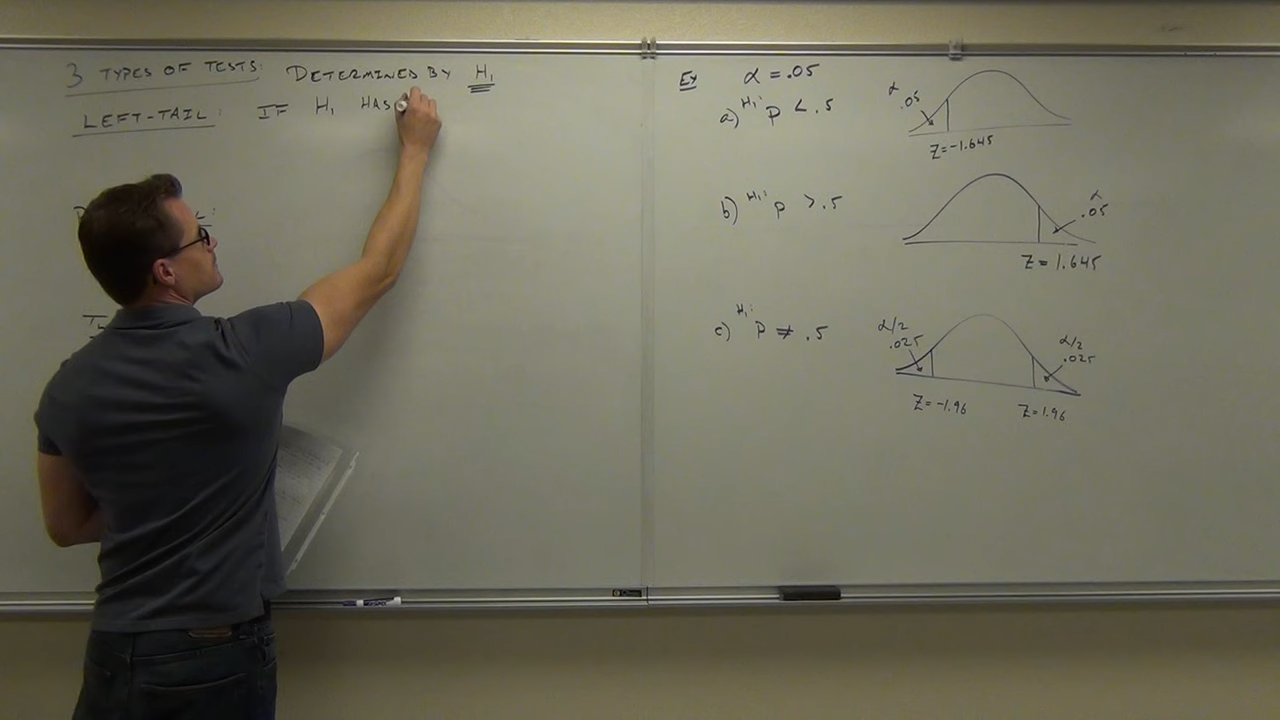 3 TYPES OF TESTS: DETERMINED BY H₁
LEFT-TAIL: IF H₁ HAS
Ex α = .05
a) H₁: p < .5
α .05
Z = -1.645
b) H₁: p > .5
α .05
Z = 1.645
c) H₁: p ≠ .5
α/2 .025
α/2 .025
Z = -1.96
Z = 1.96